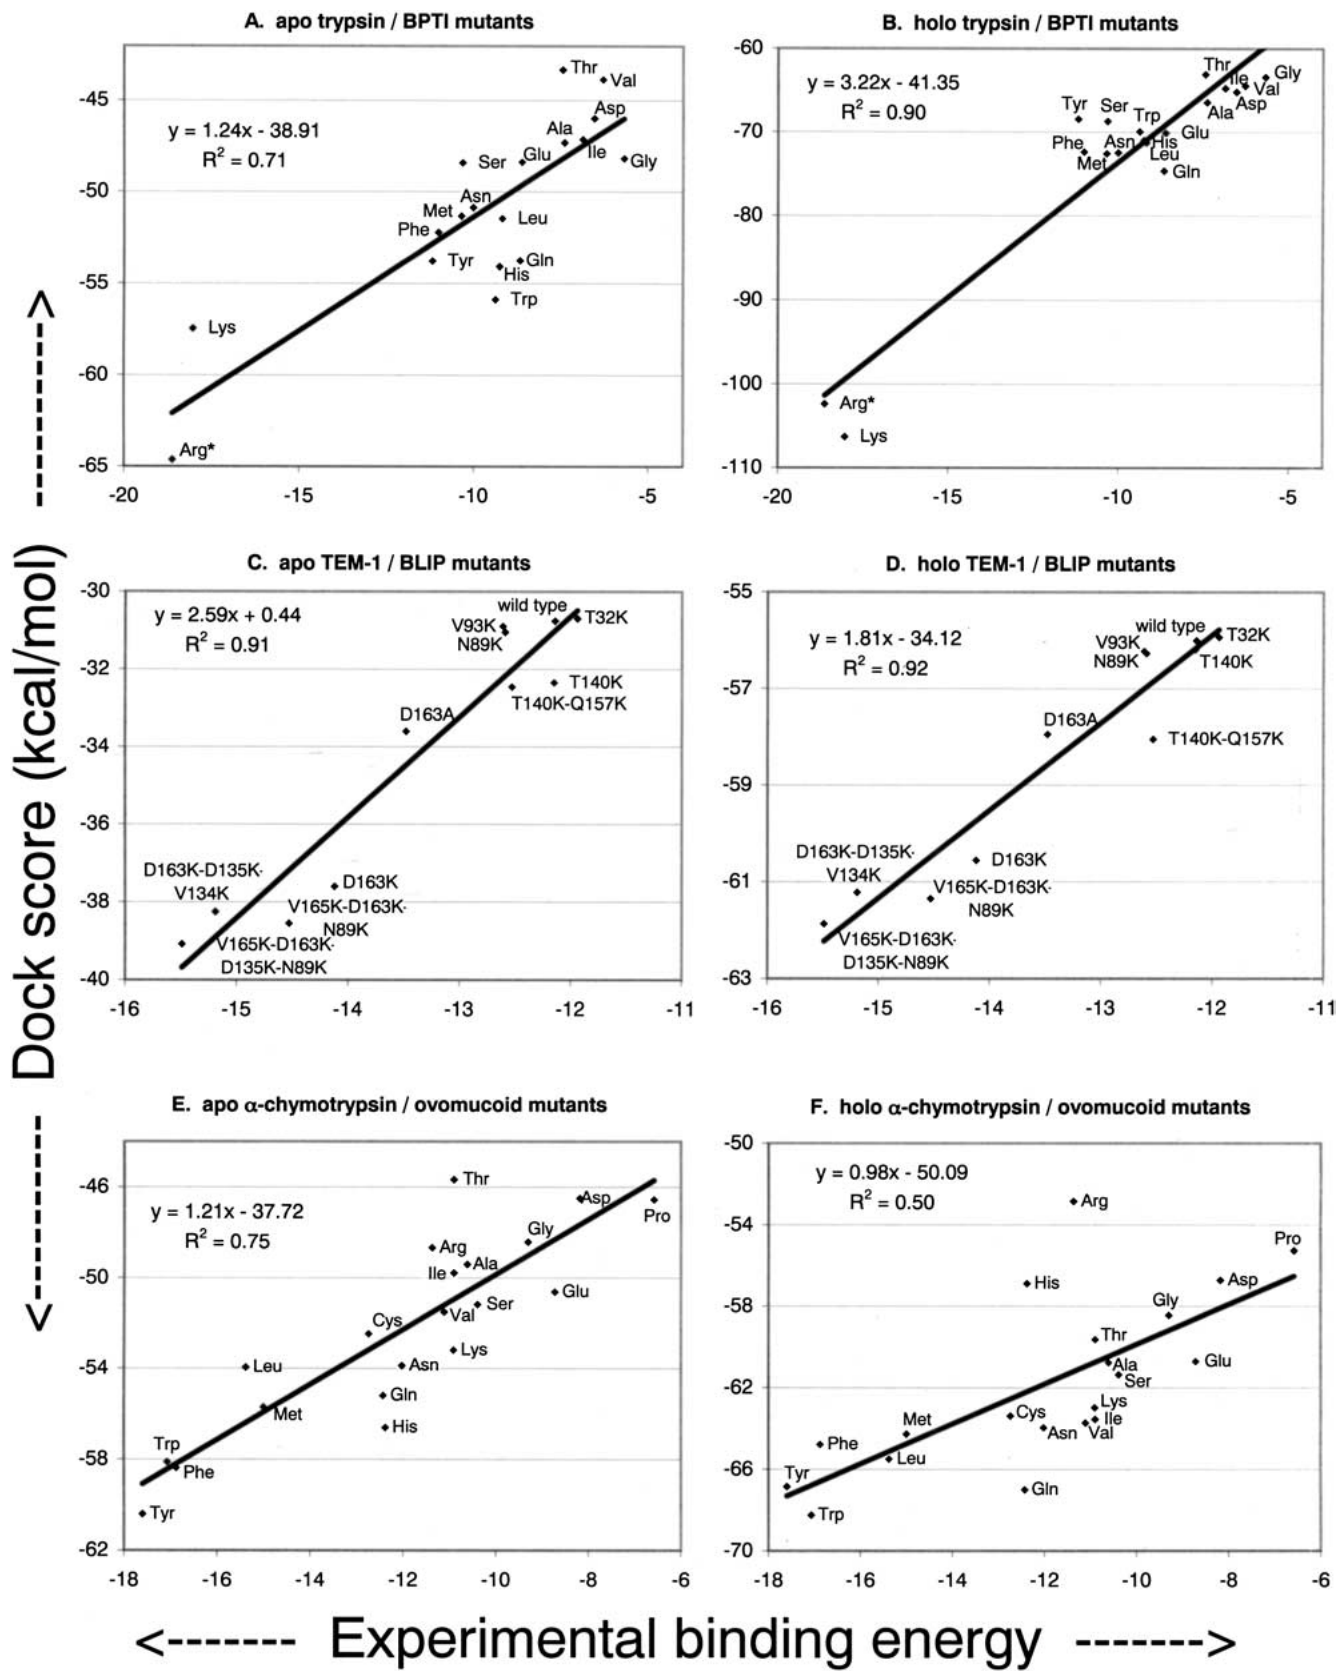 A. apo trypsin / BPTI mutants
y = 1.24x - 38.91
R² = 0.71
Thr
Val
Asp
Ala
Ile
Gly
Glu
Ser
Asn
Met
Leu
Phe
Tyr
Gln
His
Trp
Lys
Arg*
-45
-50
-55
-60
-65
-20 -15 -10 -5
B. holo trypsin / BPTI mutants
y = 3.22x - 41.35
R² = 0.90
Thr
Ile
Gly
Val
Asp
Ala
Tyr
Ser
Trp
Glu
Phe
Asn
His
Met
Leu
Gln
Arg*
Lys
-60
-70
-80
-90
-100
-110
-20 -15 -10 -5
C. apo TEM-1 / BLIP mutants
y = 2.59x + 0.44
R² = 0.91
wild type
T32K
V93K
N89K
T140K
T140K-Q157K
D163A
D163K-D135K-
V134K
D163K
V165K-D163K-
N89K
V165K-D163K-
D135K-N89K
-30
-32
-34
-36
-38
-40
-16 -15 -14 -13 -12 -11
D. holo TEM-1 / BLIP mutants
y = 1.81x - 34.12
R² = 0.92
wild type
T32K
V93K
N89K
T140K
D163A
T140K-Q157K
D163K-D135K-
V134K
D163K
V165K-D163K-
N89K
V165K-D163K-
D135K-N89K
-55
-57
-59
-61
-63
-16 -15 -14 -13 -12 -11
E. apo α-chymotrypsin / ovomucoid mutants
y = 1.21x - 37.72
R² = 0.75
Thr
Asp
Pro
Gly
Arg
Ala
Ile
Glu
Ser
Val
Cys
Lys
Leu
Asn
Gln
Met
His
Trp
Phe
Tyr
-46
-50
-54
-58
-62
-18 -16 -14 -12 -10 -8 -6
F. holo α-chymotrypsin / ovomucoid mutants
y = 0.98x - 50.09
R² = 0.50
Arg
Pro
His
Asp
Gly
Thr
Ala
Glu
Ser
Lys
Cys
Ile
Met
Asn
Val
Phe
Leu
Gln
Tyr
Trp
-50
-54
-58
-62
-66
-70
-18 -16 -14 -12 -10 -8 -6
<------- Dock score (kcal/mol) ------->
<------- Experimental binding energy ------->